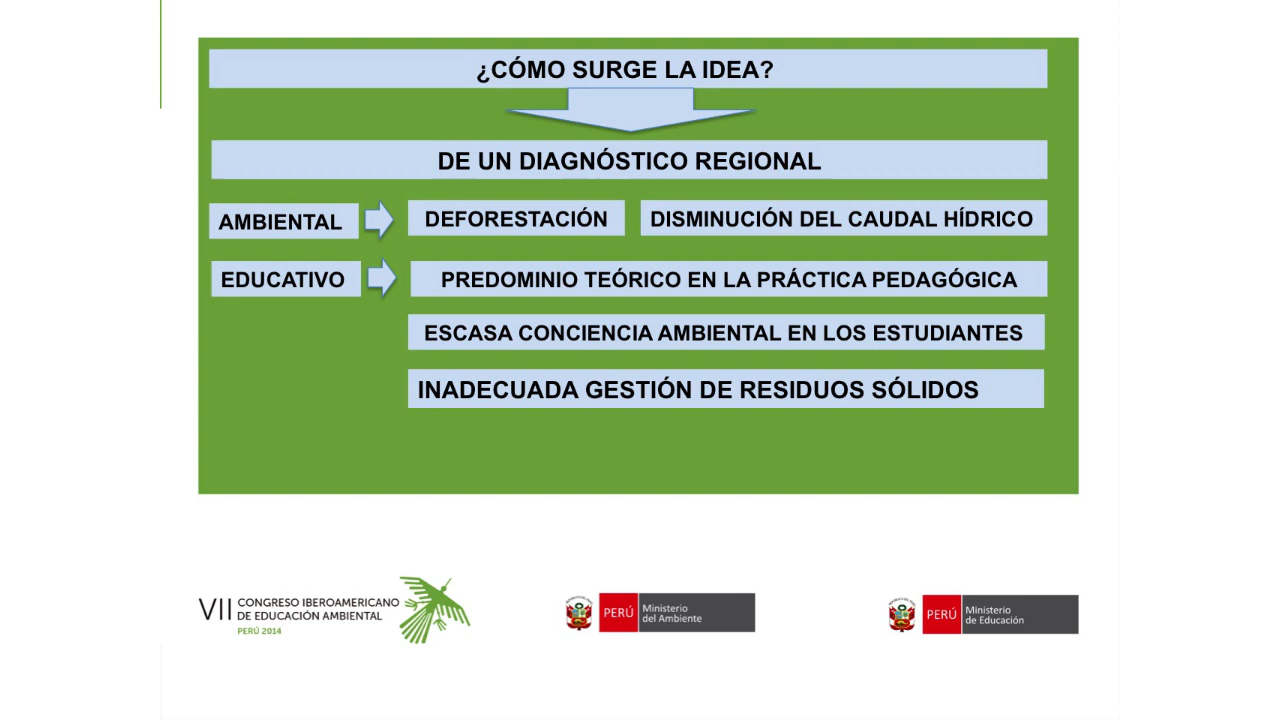 ¿CÓMO SURGE LA IDEA?
DE UN DIAGNÓSTICO REGIONAL
AMBIENTAL
DEFORESTACIÓN
DISMINUCIÓN DEL CAUDAL HÍDRICO
EDUCATIVO
PREDOMINIO TEÓRICO EN LA PRÁCTICA PEDAGÓGICA
ESCASA CONCIENCIA AMBIENTAL EN LOS ESTUDIANTES
INADECUADA GESTIÓN DE RESIDUOS SÓLIDOS
VII CONGRESO IBEROAMERICANO
DE EDUCACIÓN AMBIENTAL
PERÚ 2014
PERÚ
Ministerio
del Ambiente
PERÚ
Ministerio
de Educación